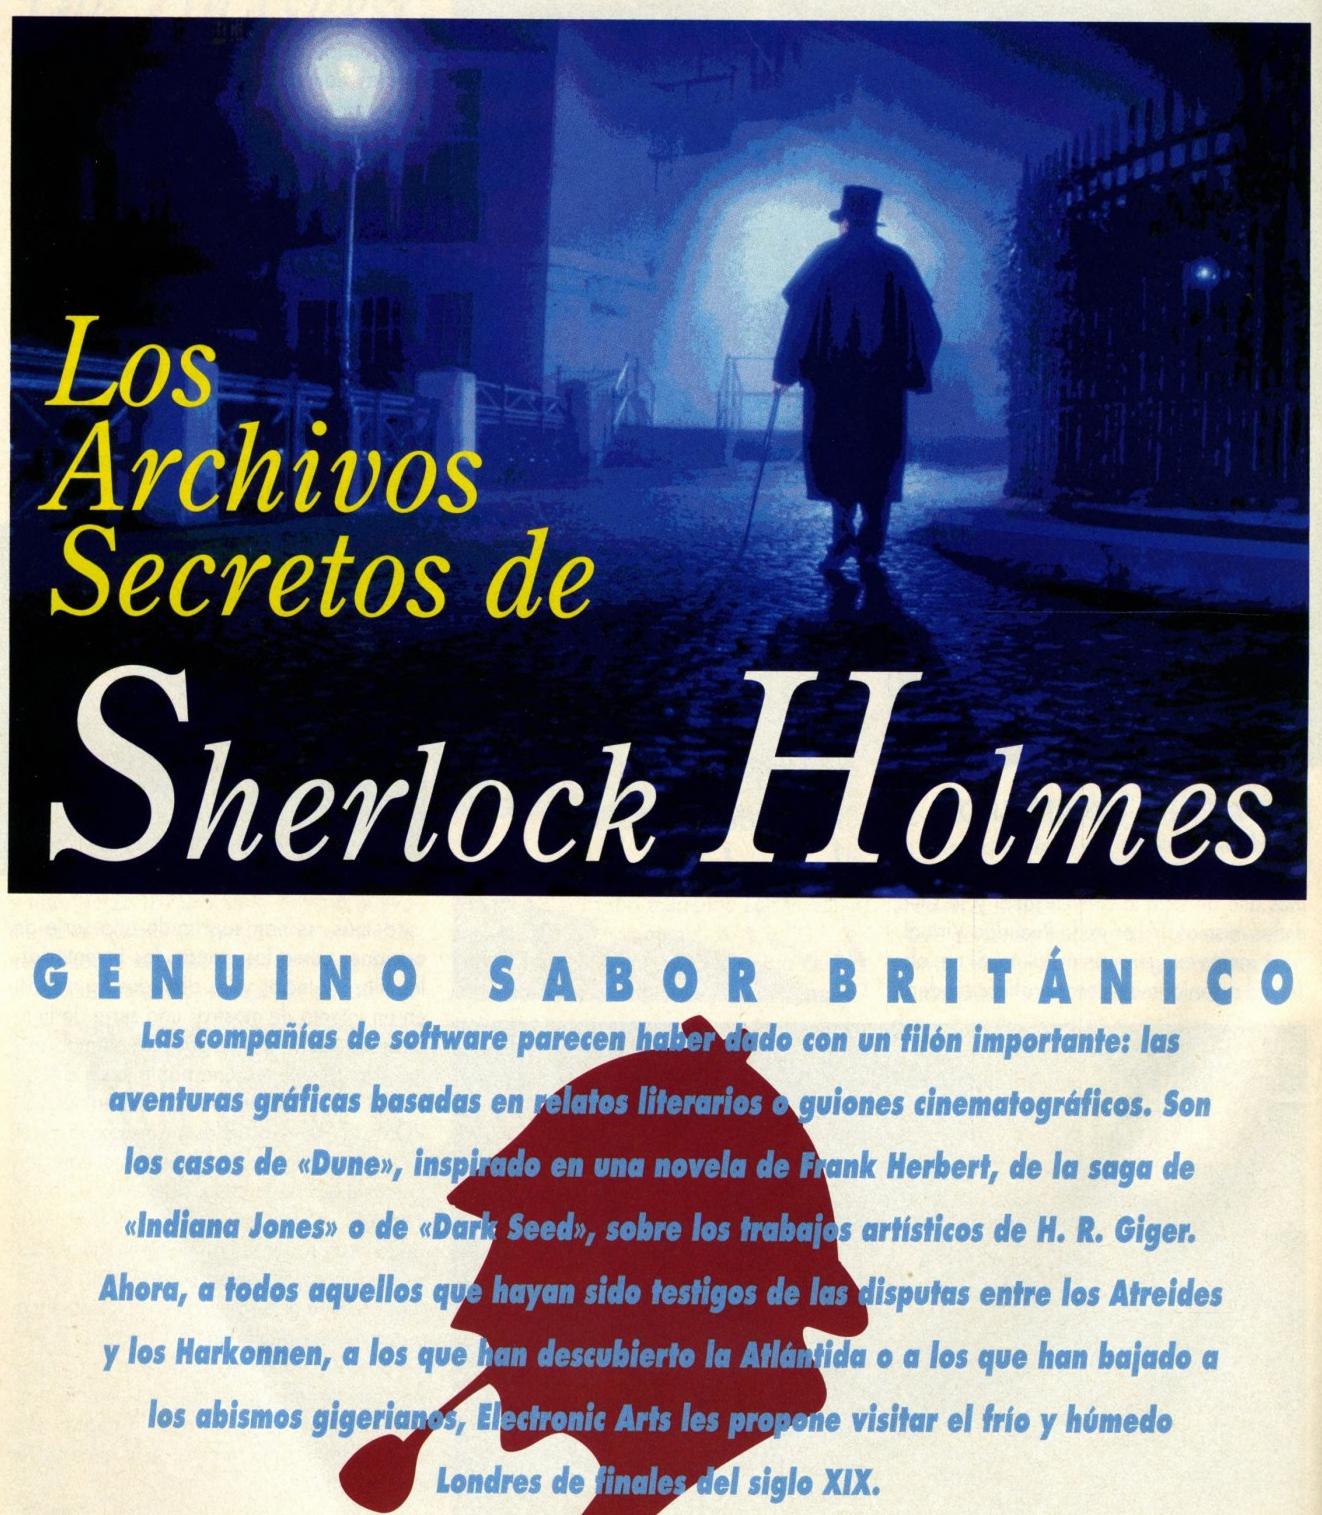 Los
Archivos
Secretos de
Sherlock Holmes
GENUINO SABOR BRITÁNICO
Las compañías de software parecen haber dado con un filón importante: las
aventuras gráficas basadas en relatos literarios o guiones cinematográficos. Son
los casos de «Dune», inspirado en una novela de Frank Herbert, de la saga de
«Indiana Jones» o de «Dark Seed», sobre los trabajos artísticos de H. R. Giger.
Ahora, a todos aquellos que hayan sido testigos de las disputas entre los Atreides
y los Harkonnen, a los que han descubierto la Atlántida o a los que han bajado a
los abismos gigerianos, Electronic Arts les propone visitar el frío y húmedo
Londres de finales del siglo XIX.